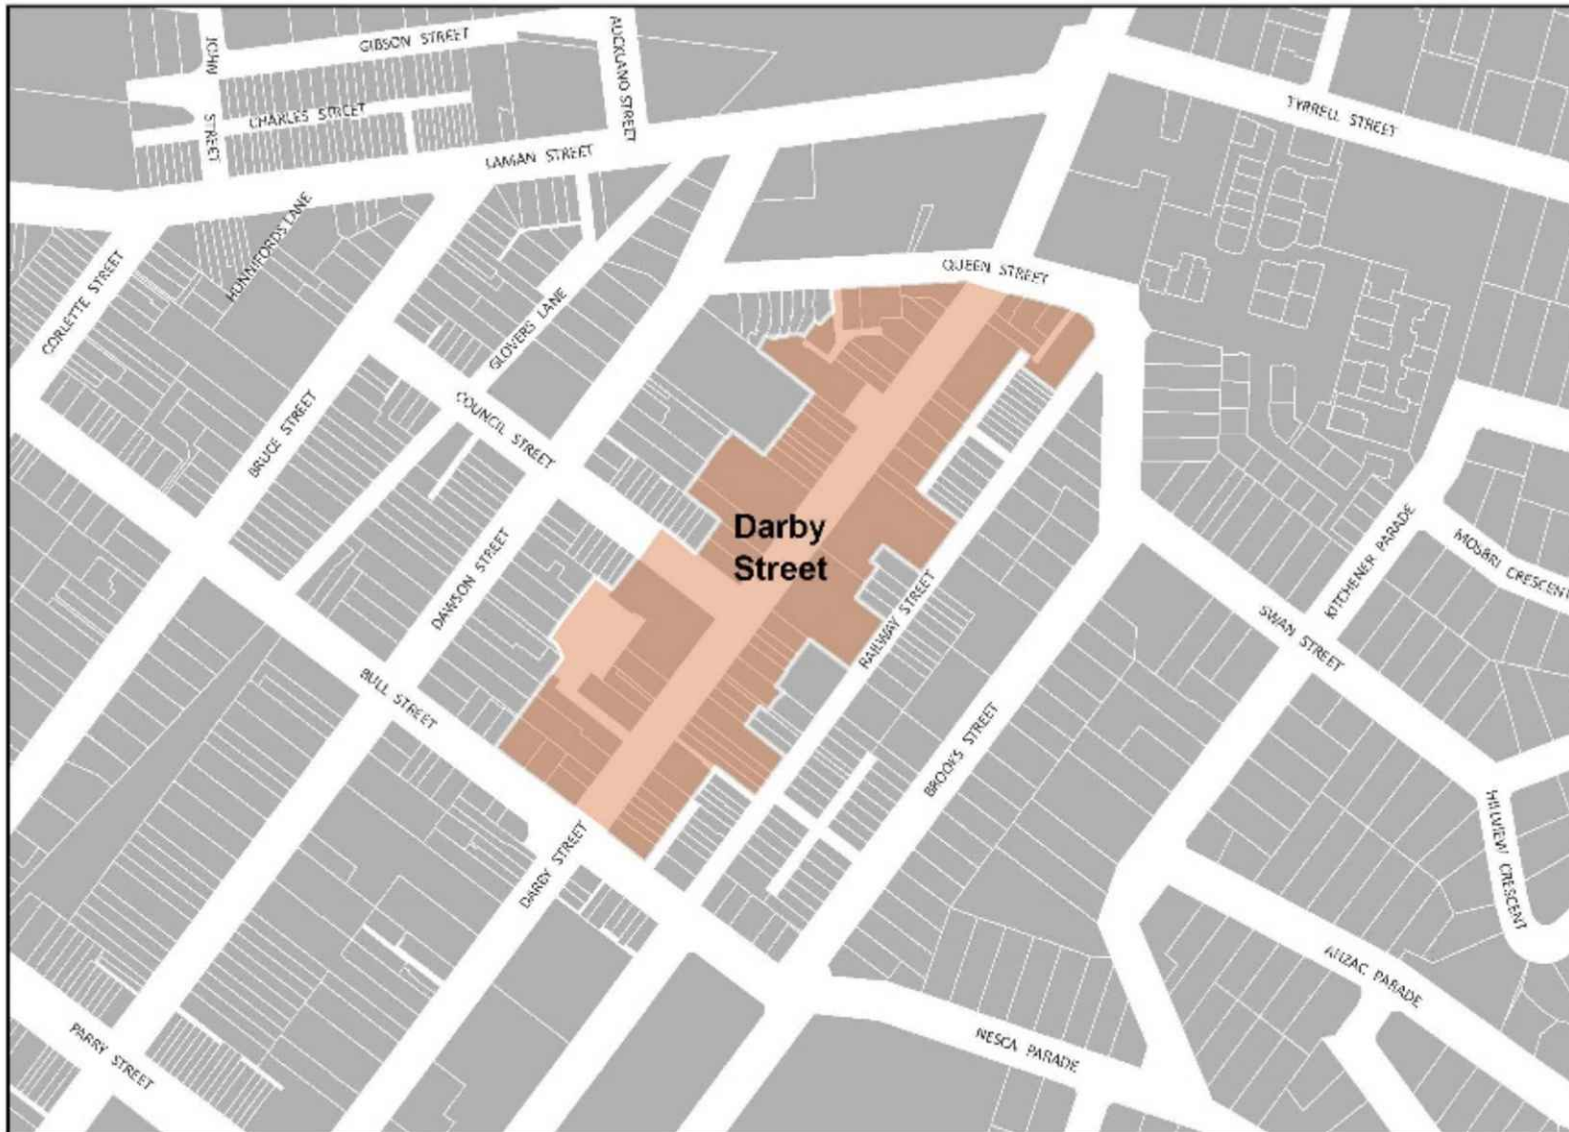 GIBSON STREET
JOHN STREET
AUCKLAND STREET
CHARLES STREET
LAMAN STREET
TYRRELL STREET
HUNNIFORDS LANE
CORLETTE STREET
QUEEN STREET
GLOVERS LANE
BRUCE STREET
COUNCIL STREET
Darby
Street
DAWSON STREET
KITCHENER PARADE
MOSBRI CRESCENT
RAILWAY STREET
SWAN STREET
BULL STREET
BROOKS STREET
HILLVIEW CRESCENT
DARBY STREET
ANZAC PARADE
PARRY STREET
NESCA PARADE